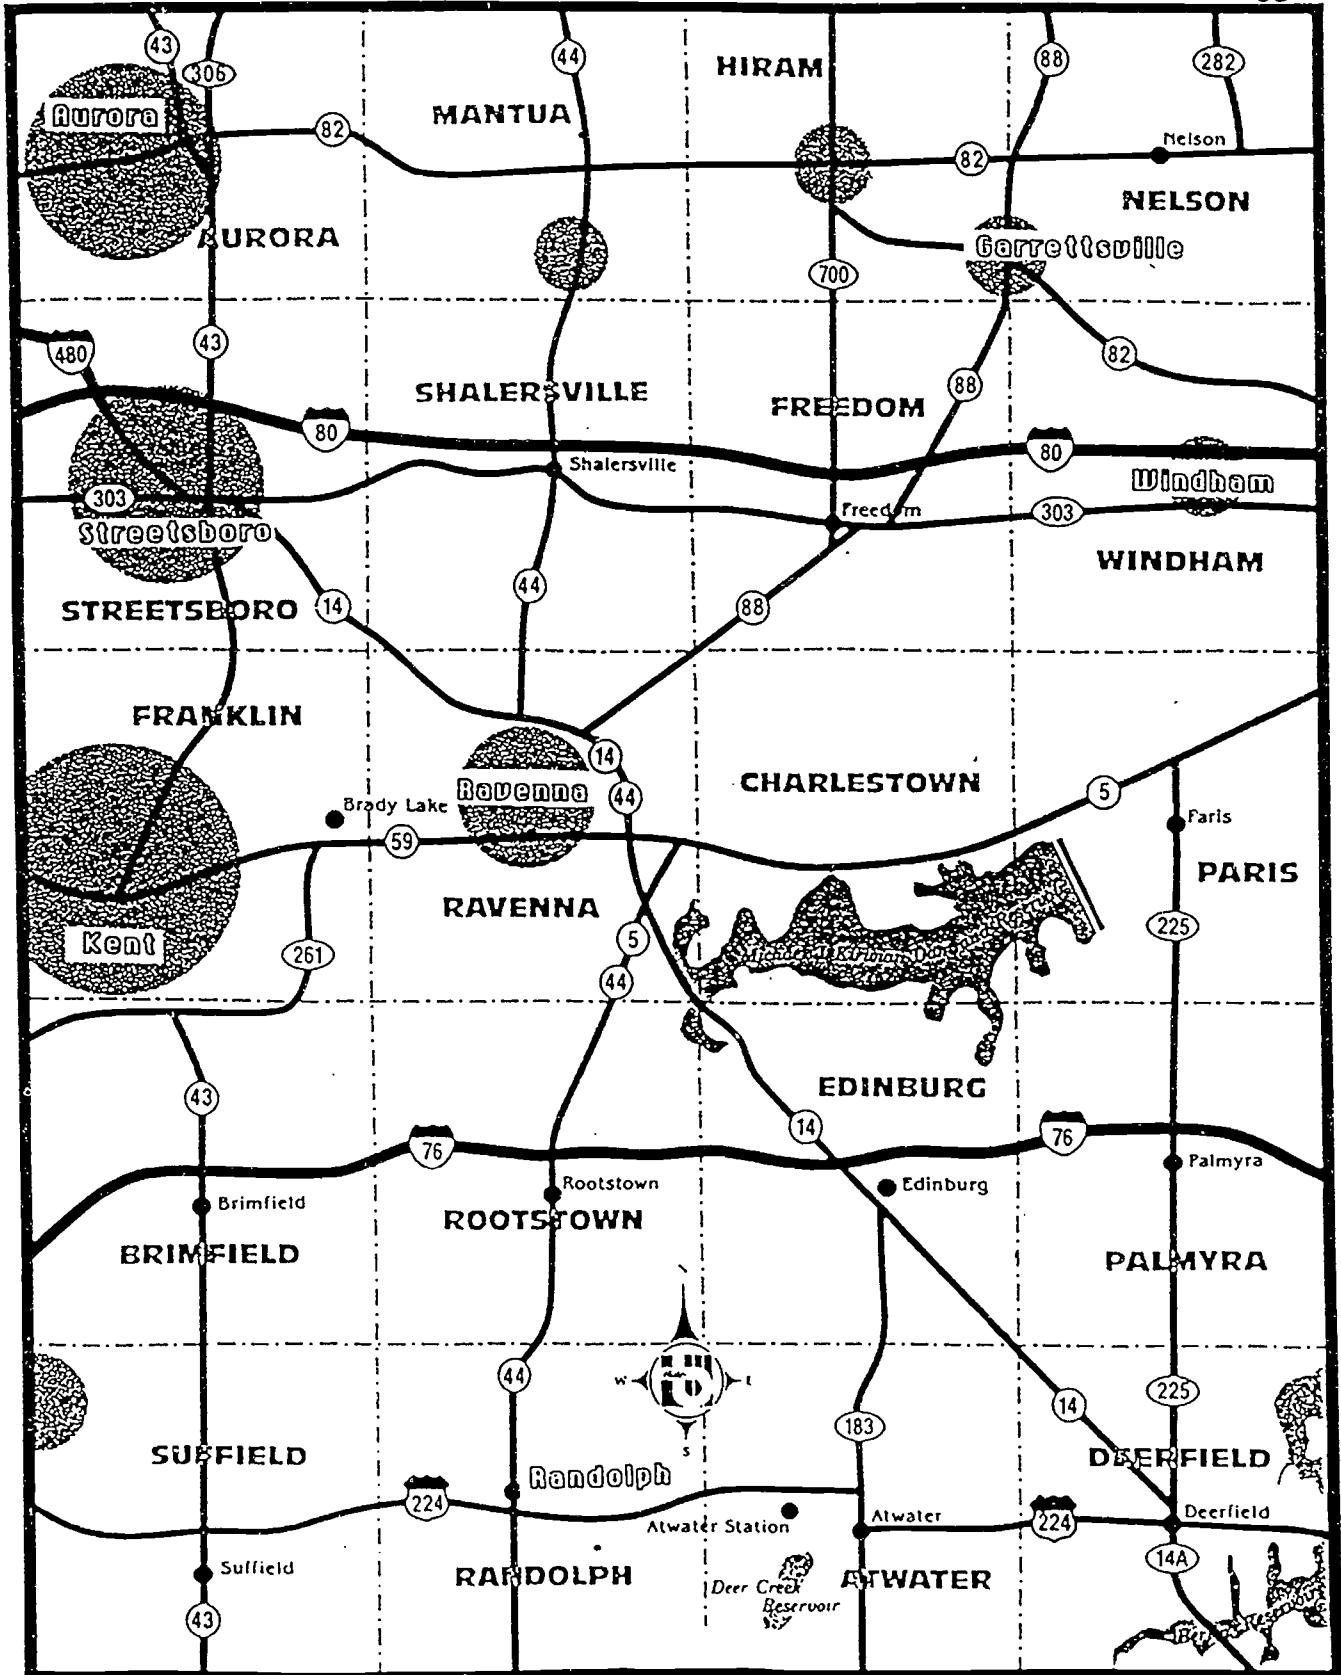 43
306
44
HIRAM
88
282
Aurora
MANTUA
82
82
Nelson
NELSON
AURORA
Garrettsville
700
43
480
82
88
SHALERSVILLE
FREEDOM
80
80
Shalersville
Windham
303
Streetsboro
Freedom
303
WINDHAM
44
STREETSBORO
14
88
FRANKLIN
14
CHARLESTOWN
Ravenna
44
5
Brady Lake
59
Paris
PARIS
RAVENNA
Kent
261
5
225
44
EDINBURG
43
14
76
76
Palmyra
Rootstown
Edinburg
Brimfield
ROOTSTOWN
BRIMFIELD
PALMYRA
W
E
S
44
225
14
183
SUFFIELD
DEERFIELD
Randolph
224
Atwater Station
Atwater
224
Deerfield
14A
Suffield
RANDOLPH
Deer Creek
Reservoir
ATWATER
43